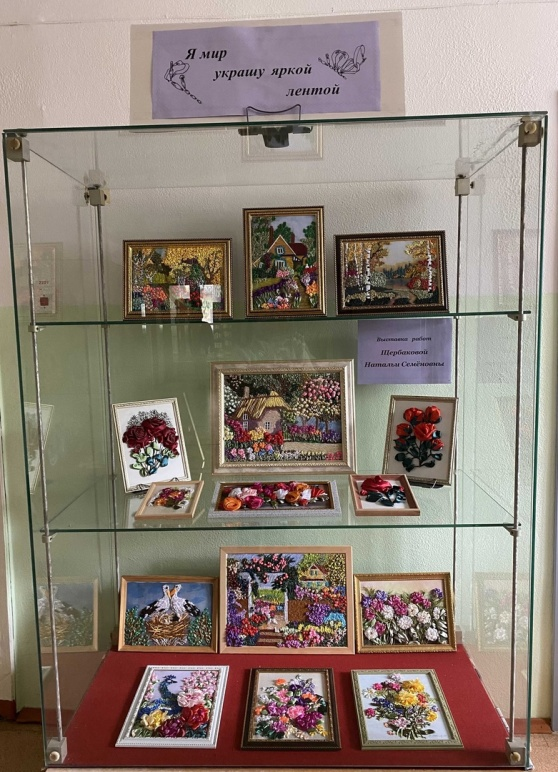 Я мир
украшу яркой
лентой
Выставка работ
Щербаковой
Натальи Семёновны